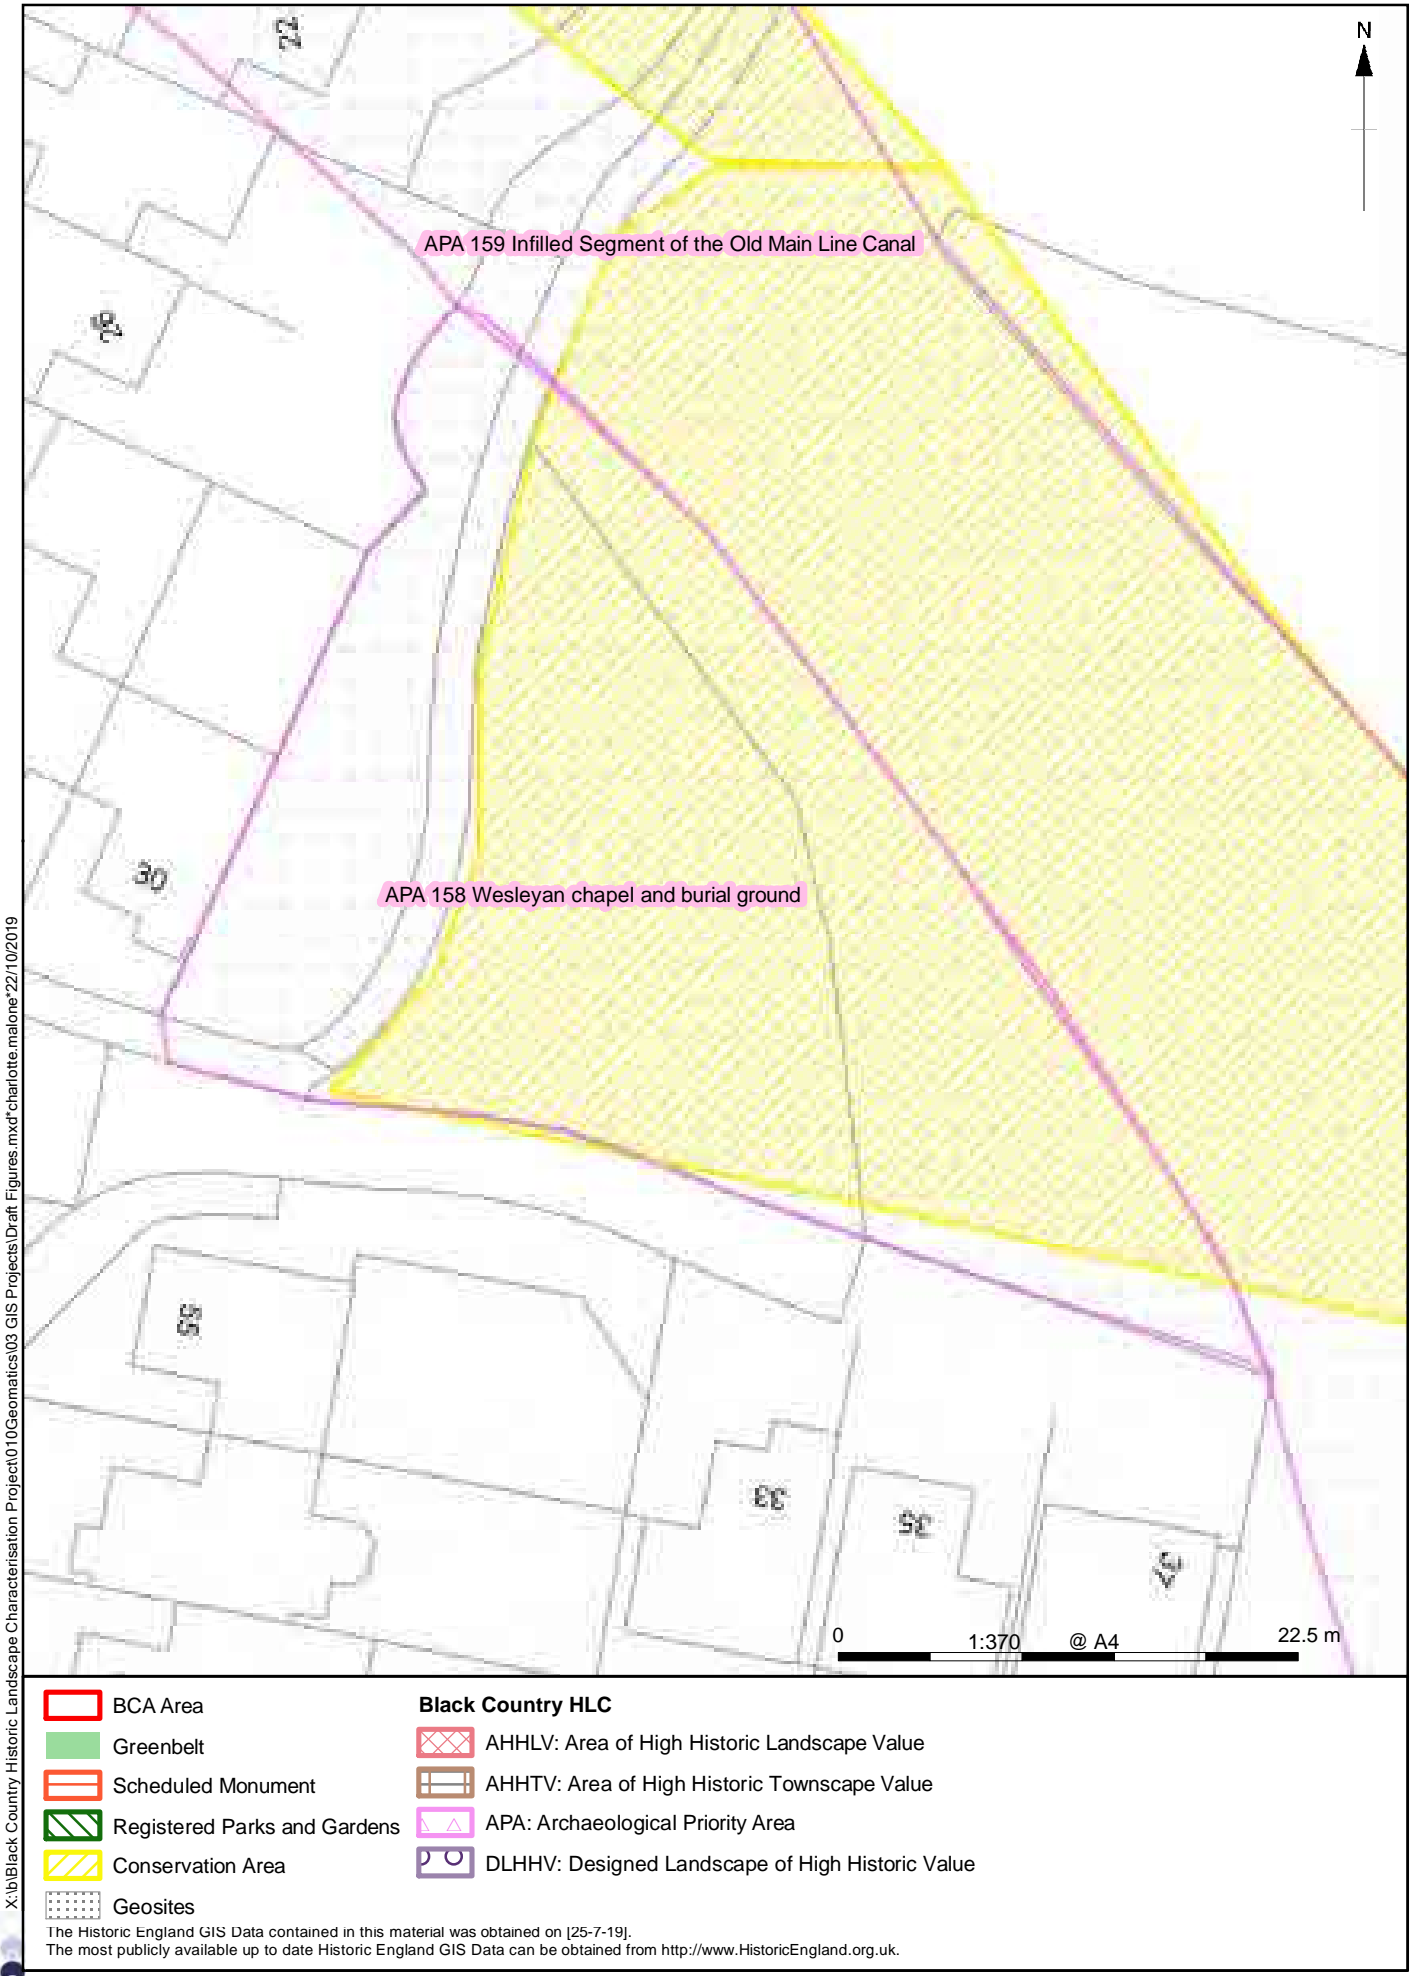 22
N
APA 159 Infilled Segment of the Old Main Line Canal
28
30
APA 158 Wesleyan chapel and burial ground
55
33
35
37
0 1:370 @ A4 22.5 m
X:\b\Black Country Historic Landscape Characterisation Project\010Geomatics\03 GIS Projects\Draft Figures.mxd*charlotte.malone*22/10/2019
BCA Area
Greenbelt
Scheduled Monument
Registered Parks and Gardens
Conservation Area
Geosites
Black Country HLC
AHHLV: Area of High Historic Landscape Value
AHHTV: Area of High Historic Townscape Value
APA: Archaeological Priority Area
DLHHV: Designed Landscape of High Historic Value
The Historic England GIS Data contained in this material was obtained on [25-7-19].
The most publicly available up to date Historic England GIS Data can be obtained from http://www.HistoricEngland.org.uk.